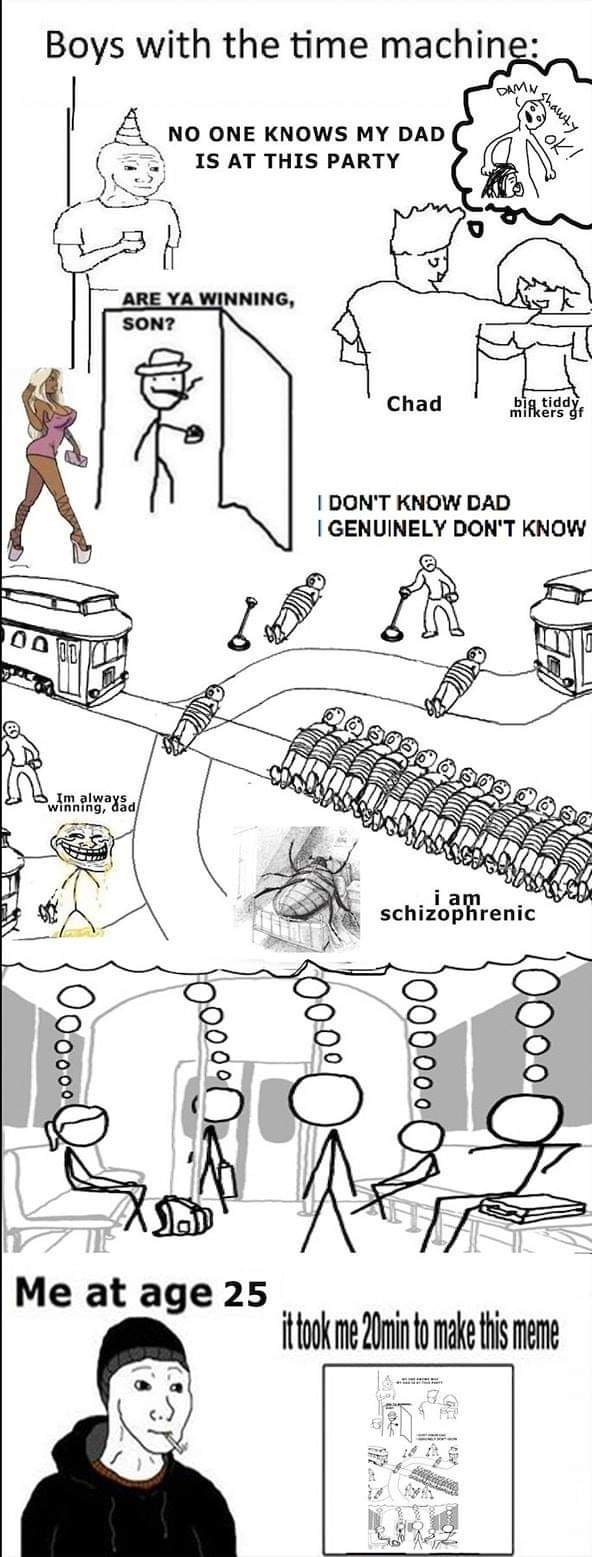 Boys with the time machine:
NO ONE KNOWS MY DAD
IS AT THIS PARTY
DAMN Shawty
OK!
ARE YA WINNING,
SON?
Chad
big tiddy
milkers gf
I DON'T KNOW DAD
I GENUINELY DON'T KNOW
Im always
winning, dad
i am
schizophrenic
Me at age 25
it took me 20min to make this meme